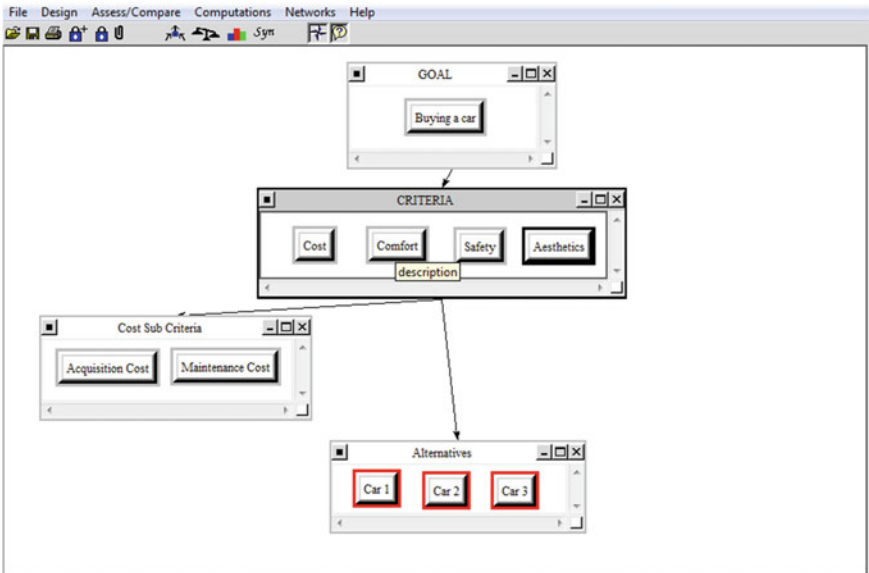 File Design Assess/Compare Computations Networks Help
Syn
GOAL
Buying a car
CRITERIA
Cost Comfort Safety Aesthetics
description
Cost Sub Criteria
Acquisition Cost Maintenance Cost
Alternatives
Car 1 Car 2 Car 3